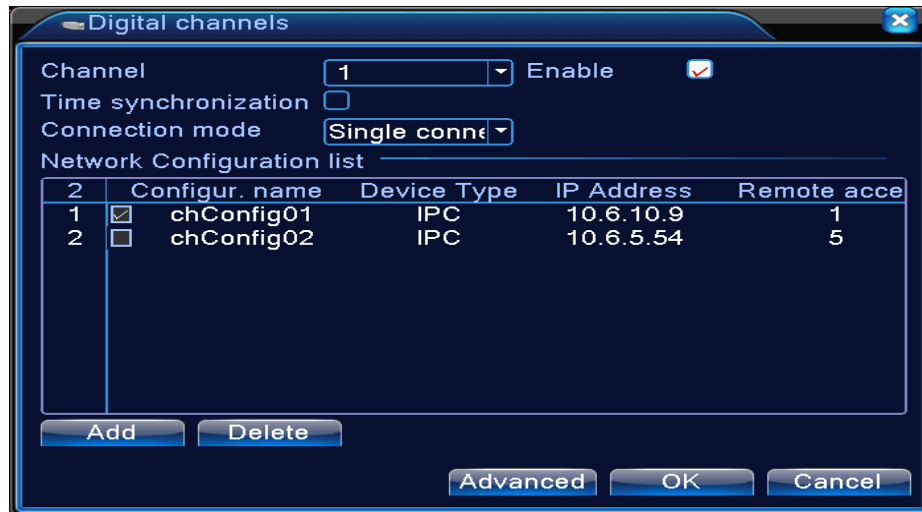 Digital channels
Channel 1 Enable
Time synchronization
Connection mode Single conne
Network Configuration list
2 Configur. name Device Type IP Address Remote acce
1 chConfig01 IPC 10.6.10.9 1
2 chConfig02 IPC 10.6.5.54 5
Add Delete
Advanced OK Cancel